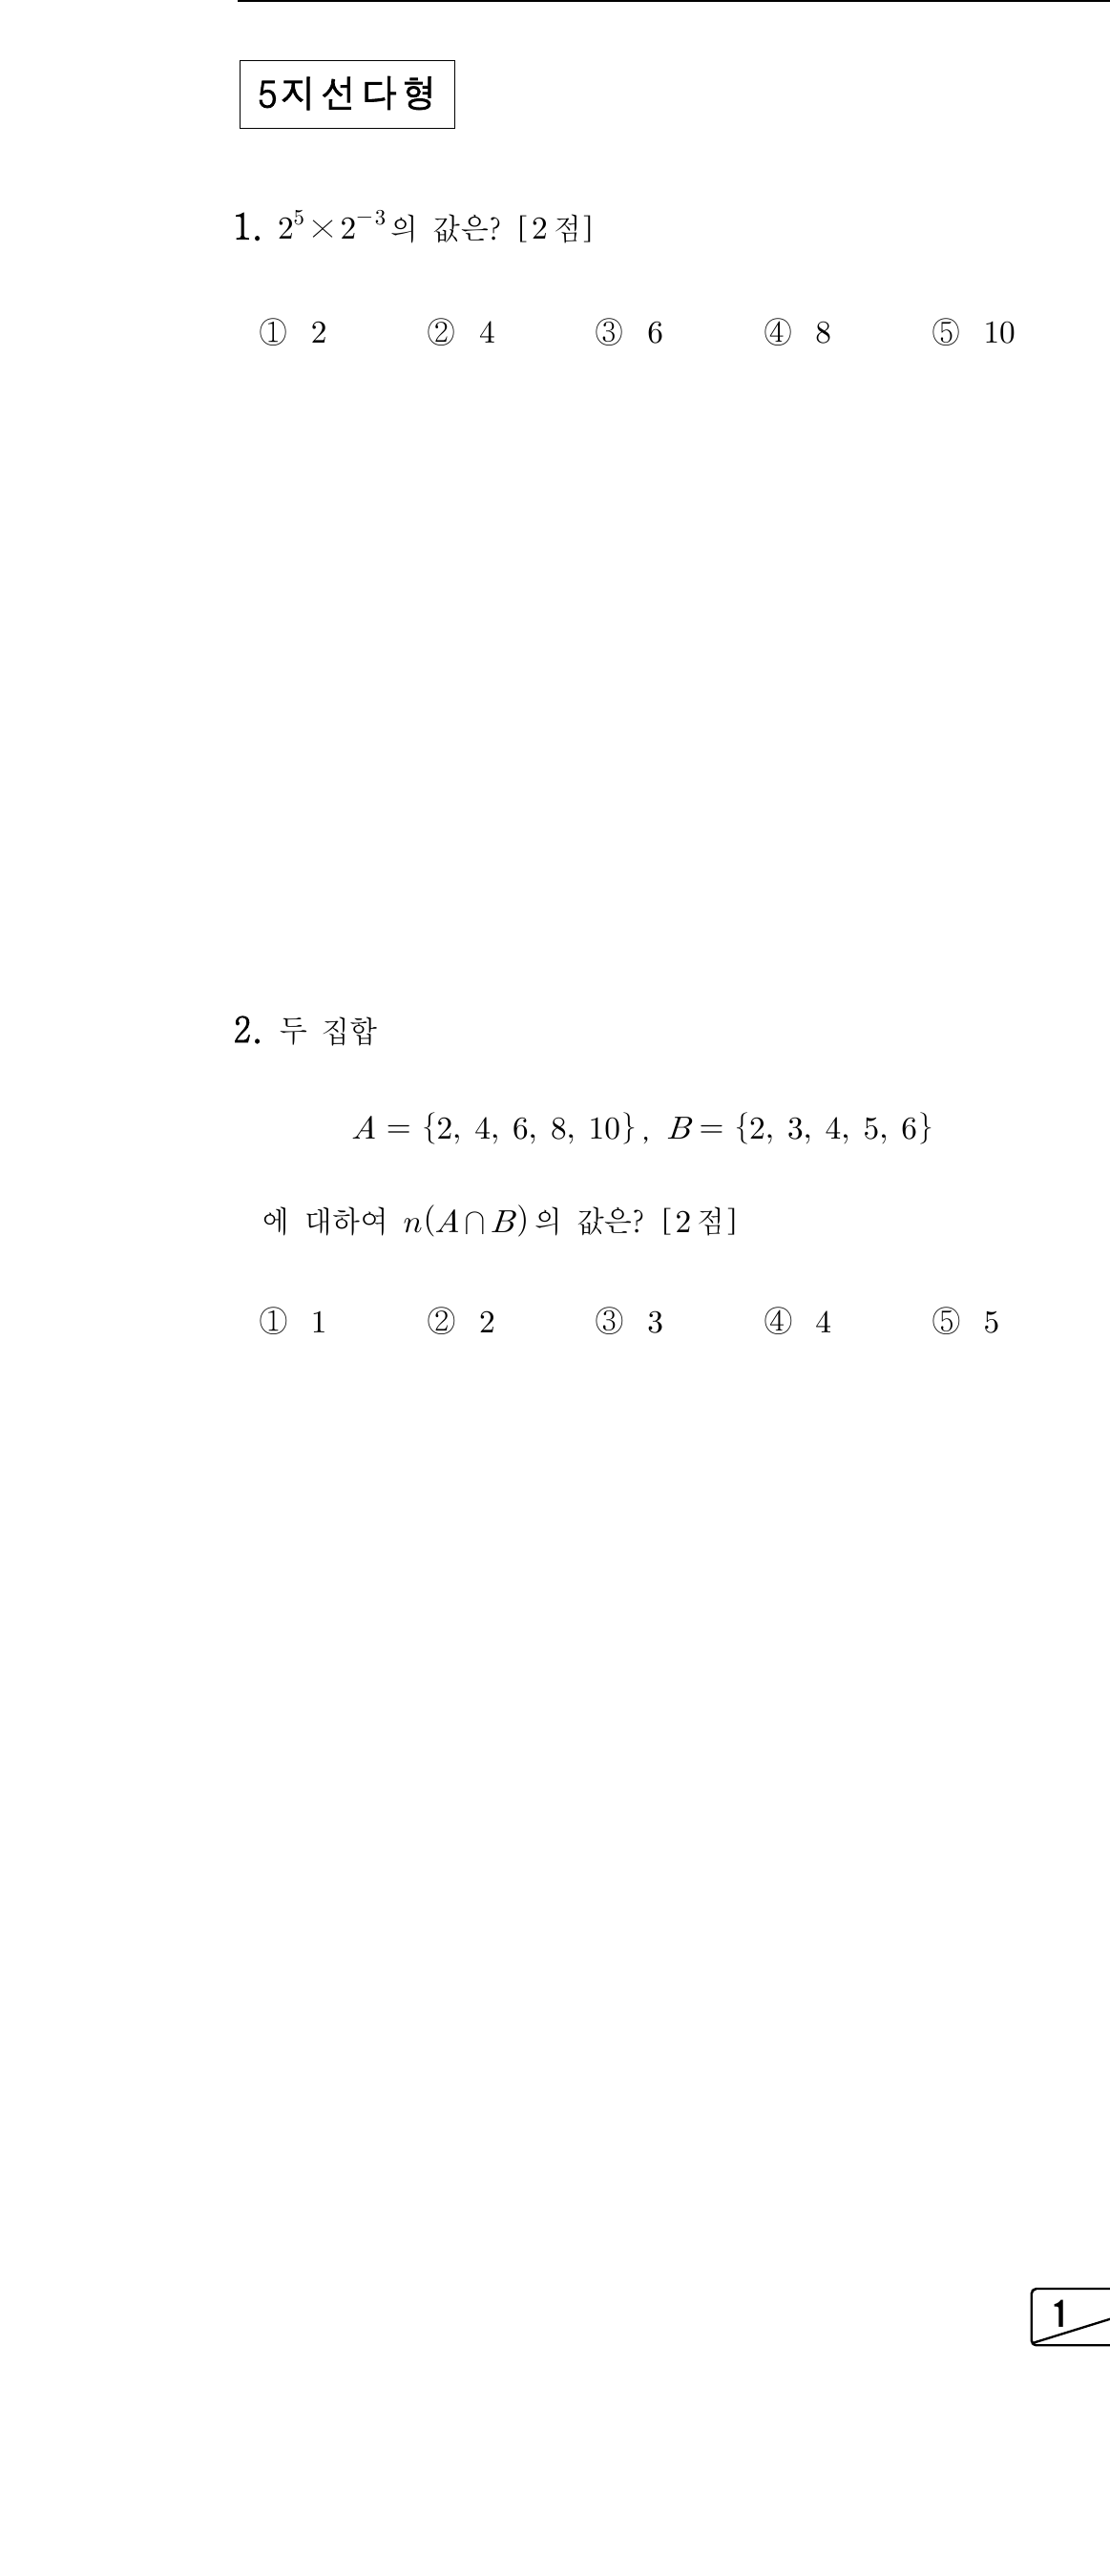 5지선다형
1. 2⁵×2⁻³의 값은? [2점]
① 2 ② 4 ③ 6 ④ 8 ⑤ 10
2. 두 집합
A = {2, 4, 6, 8, 10}, B = {2, 3, 4, 5, 6}
에 대하여 n(A∩B)의 값은? [2점]
① 1 ② 2 ③ 3 ④ 4 ⑤ 5
1